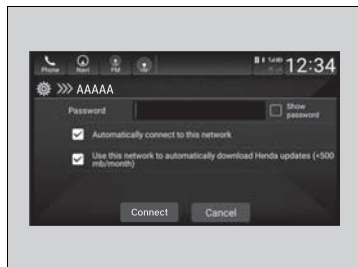 Phone Navi FM 12:34
AAAAA
Password Show
password
Automatically connect to this network
Use this network to automatically download Honda updates (<500
mb/month)
Connect Cancel